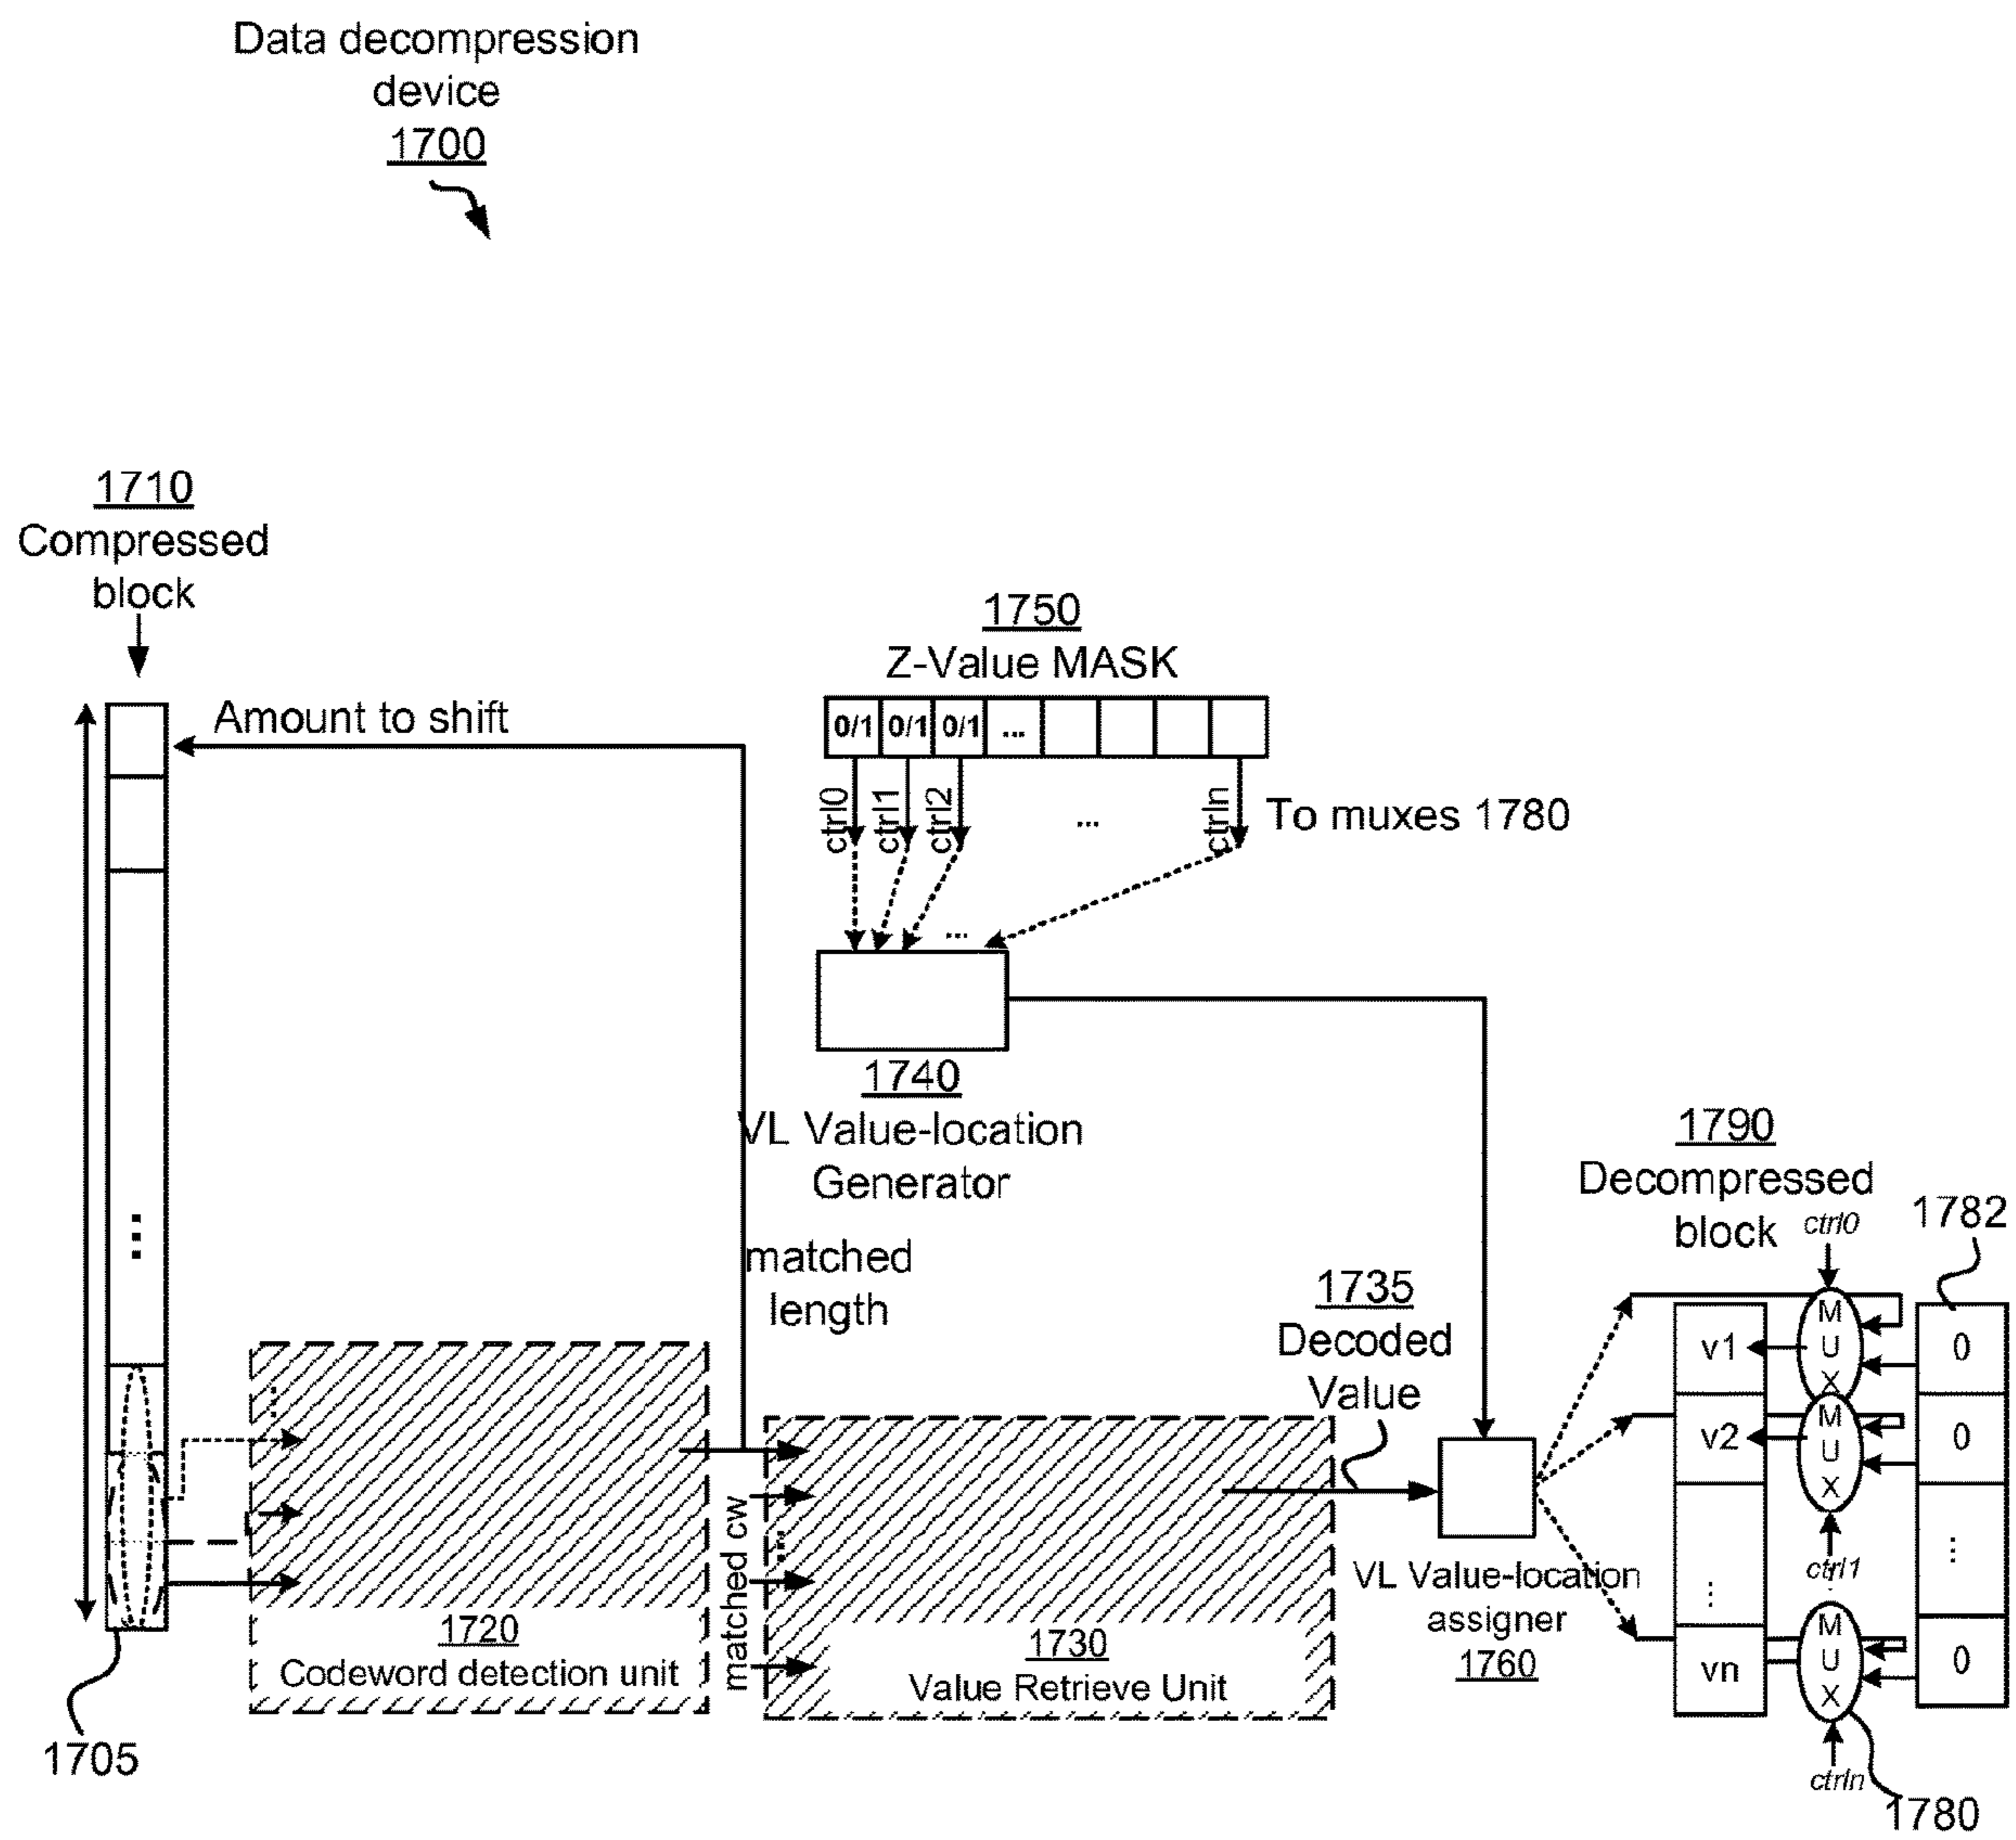 Data decompression
device
1700
1710
Compressed
block
Amount to shift
1750
Z-Value MASK
0/1 0/1 0/1 ...
ctrl0 ctrl1 ctrl2 ... ctrln
To muxes 1780
...
1740
VL Value-location
Generator
matched
length
1790
Decompressed
block
ctrl0
1782
1735
Decoded
Value
v1
MUX
0
v2
MUX
0
...
...
ctrl1
vn
MUX
0
ctrln
1780
VL Value-location
assigner
1760
matched cw
...
1720
Codeword detection unit
1730
Value Retrieve Unit
...
1705